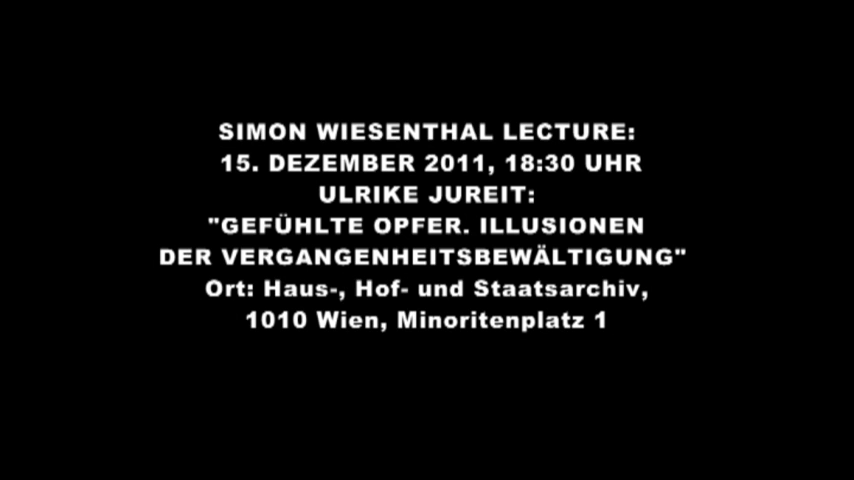 SIMON WIESENTHAL LECTURE:
15. DEZEMBER 2011, 18:30 UHR
ULRIKE JUREIT:
"GEFÜHLTE OPFER. ILLUSIONEN
DER VERGANGENHEITSBEWÄLTIGUNG"
Ort: Haus-, Hof- und Staatsarchiv,
1010 Wien, Minoritenplatz 1